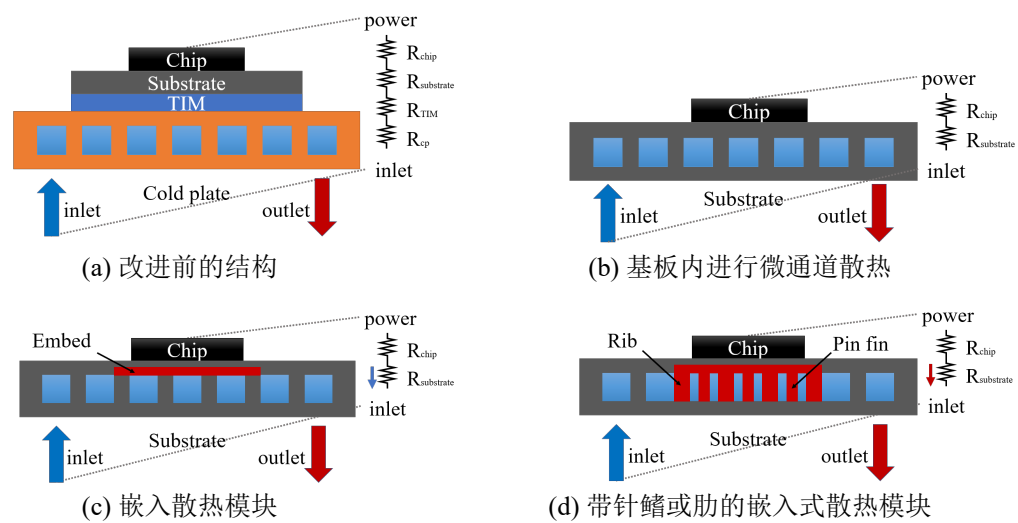 power
Chip
Substrate
TIM
Rchip
Rsubstrate
RTIM
Rcp
inlet
Cold plate
inlet
outlet
(a) 改进前的结构
power
Chip
Rchip
Rsubstrate
inlet
Substrate
inlet
outlet
(b) 基板内进行微通道散热
power
Embed
Chip
Rchip
Rsubstrate
inlet
Substrate
inlet
outlet
(c) 嵌入散热模块
power
Rib
Chip
Pin fin
Rchip
Rsubstrate
inlet
Substrate
inlet
outlet
(d) 带针鳍或肋的嵌入式散热模块